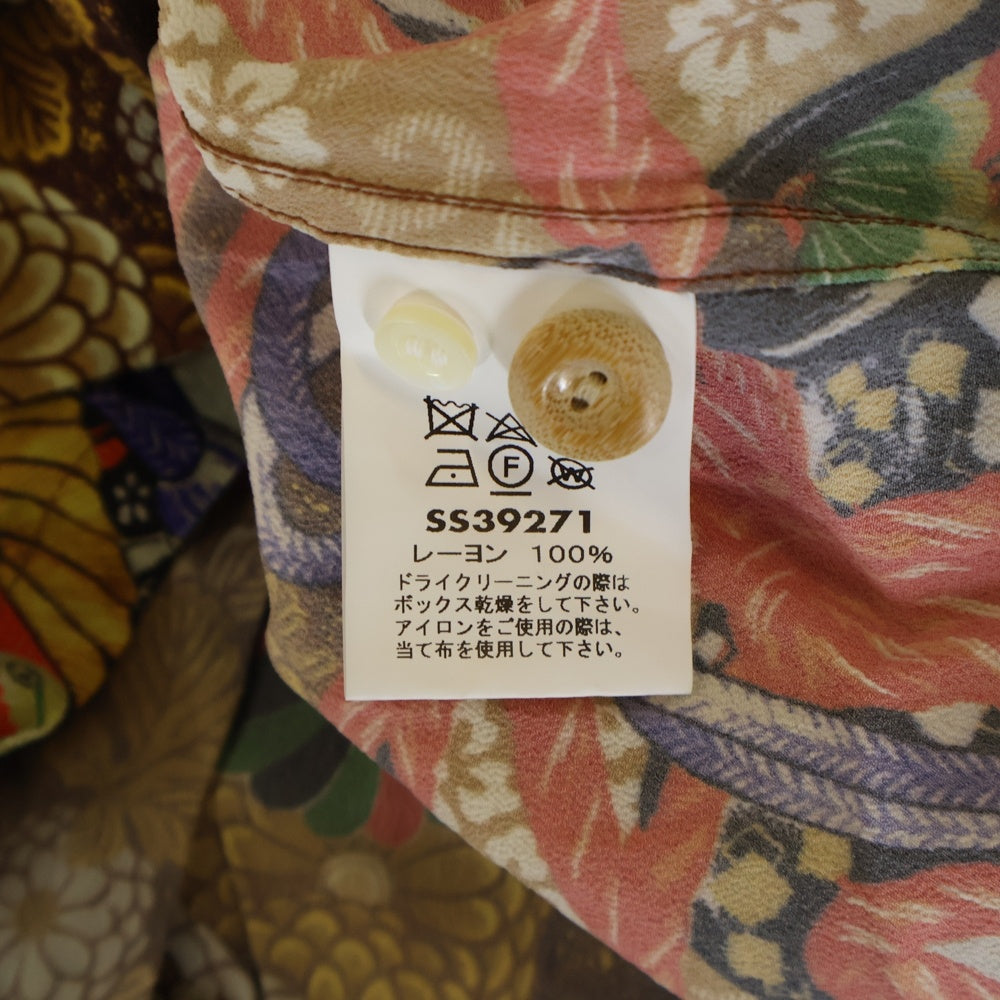 F
W
SS39271
レーヨン 100%
ドライクリーニングの際は
ボックス乾燥をして下さい。
アイロンをご使用の際は、
当て布を使用して下さい。